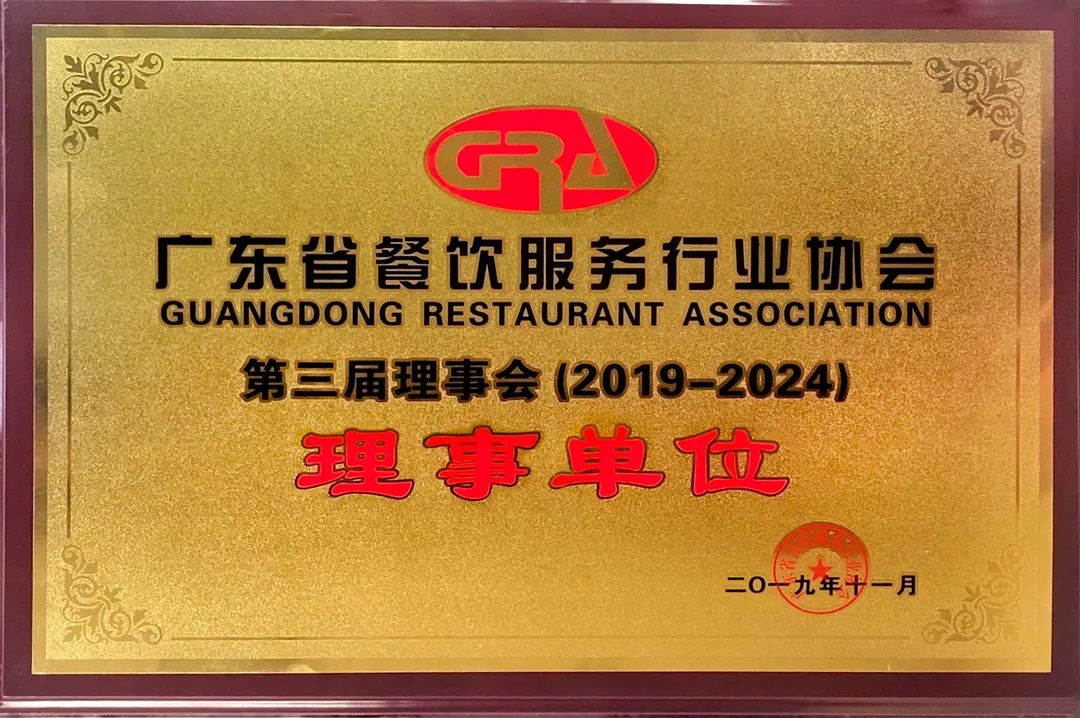 GRA
广东省餐饮服务行业协会
GUANGDONG RESTAURANT ASSOCIATION
第三届理事会(2019-2024)
理事单位
二〇一九年十一月